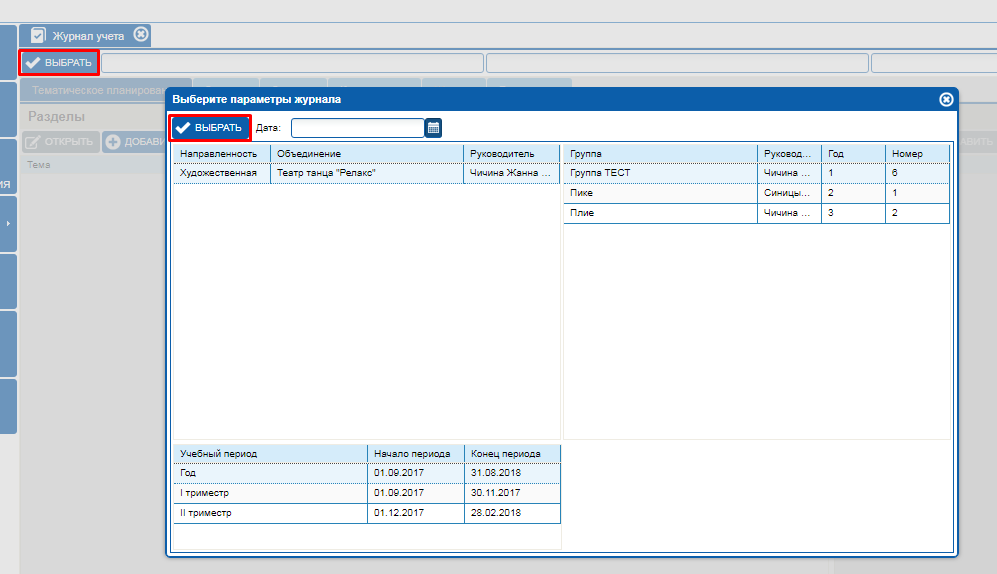 Журнал учета
ВЫБРАТЬ
Тематическое планирован
Разделы
ОТКРЫТЬ ДОБАВИ
АВИТЬ
Тема
ИЯ
Выберите параметры журнала
ВЫБРАТЬ Дата:
Направленность Объединение Руководитель
Художественная Театр танца "Релакс" Чичина Жанна ...
Группа Руковод... Год Номер
Группа ТЕСТ Чичина ... 1 6
Пике Синицы... 2 1
Плие Чичина ... 3 2
Учебный период Начало периода Конец периода
Год 01.09.2017 31.08.2018
I триместр 01.09.2017 30.11.2017
II триместр 01.12.2017 28.02.2018